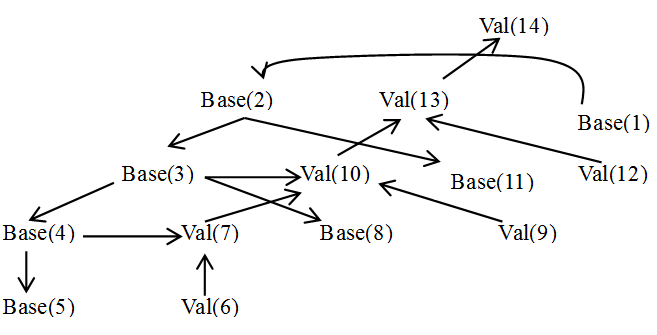 Val(14)
Base(2)
Val(13)
Base(1)
Base(3)
Val(10)
Base(11)
Val(12)
Base(4)
Val(7)
Base(8)
Val(9)
Base(5)
Val(6)